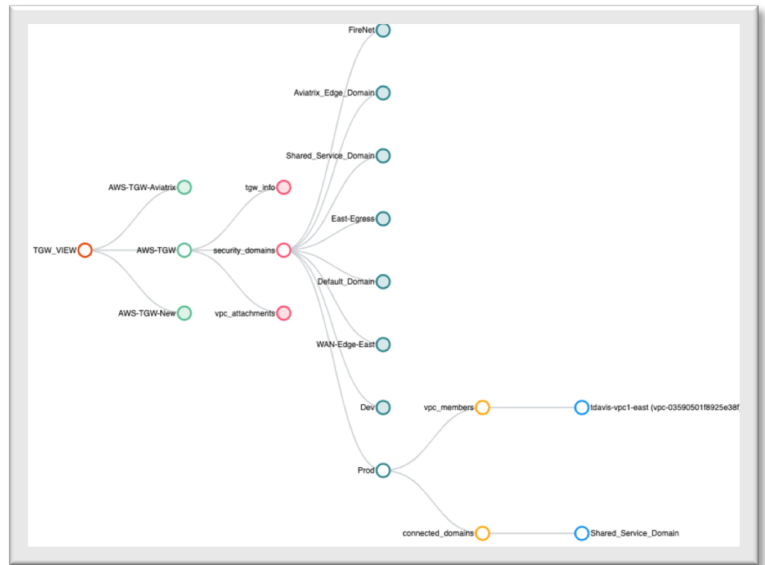 FireNet
Aviatrix_Edge_Domain
Shared_Service_Domain
AWS-TGW-Aviatrix
tgw_info
East-Egress
TGW_VIEW
AWS-TGW
security_domains
Default_Domain
AWS-TGW-New
vpc_attachments
WAN-Edge-East
Dev
vpc_members
tdavis-vpc1-east (vpc-03590501f8925e38f
Prod
connected_domains
Shared_Service_Domain